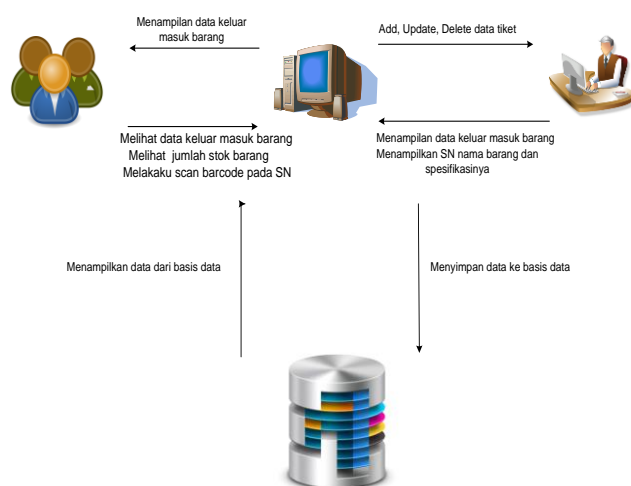 Menampilan data keluar
masuk barang
Add, Update, Delete data tiket
Melihat data keluar masuk barang
Melihat jumlah stok barang
Melakaku scan barcode pada SN
Menampilan data keluar masuk barang
Menampilkan SN nama barang dan
spesifikasinya
Menampilkan data dari basis data
Menyimpan data ke basis data